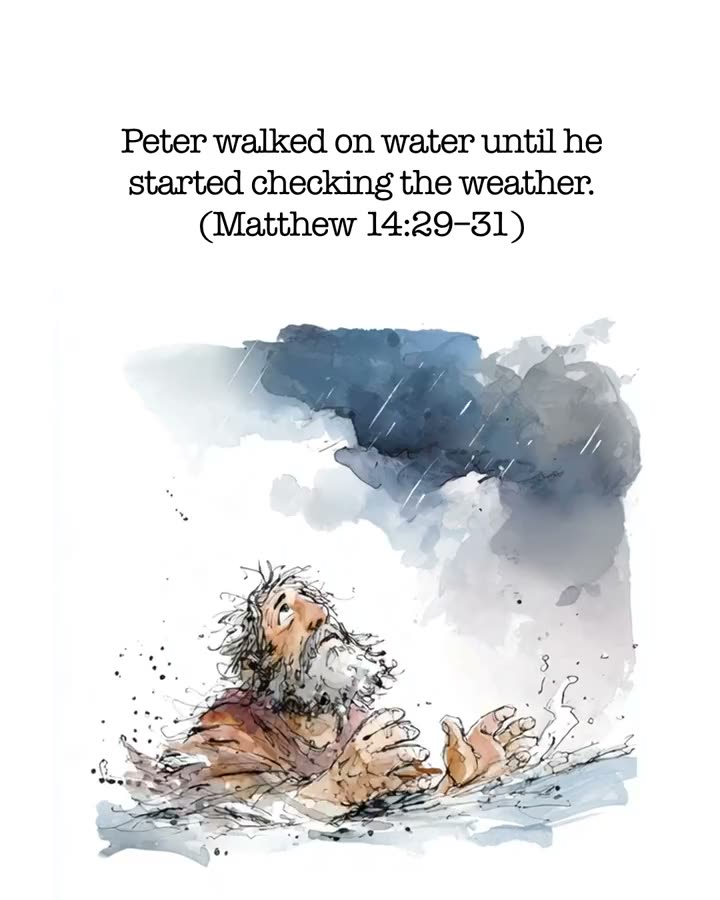 Peter walked on water until he
started checking the weather.
(Matthew 14:29–31)